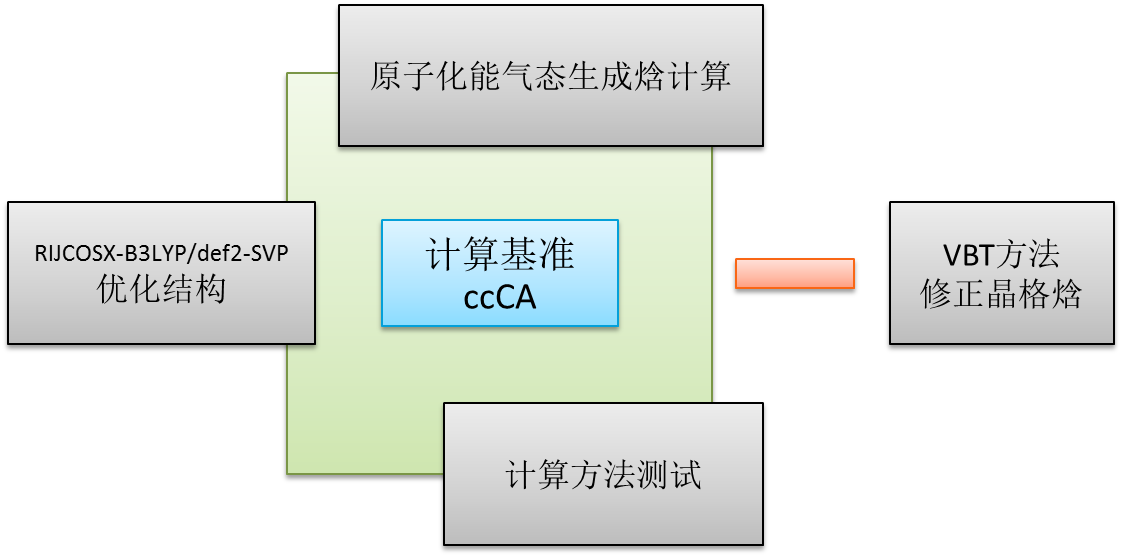 原子化能气态生成焓计算
RIJCOSX-B3LYP/def2-SVP
优化结构
计算基准
ccCA
VBT方法
修正晶格焓
计算方法测试